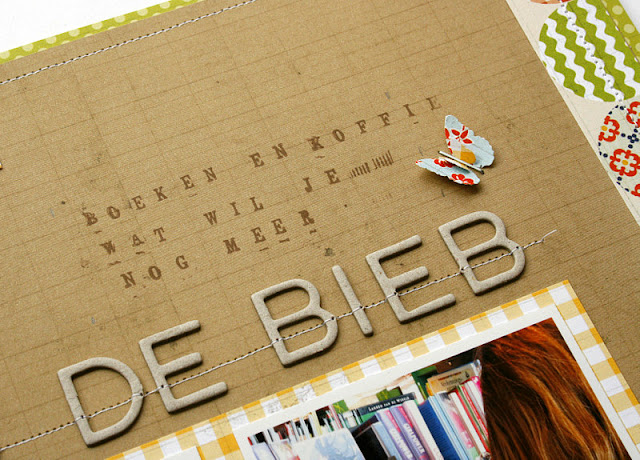 BOEKEN EN KOFFIE
WAT WIL JE
NOG MEER
DE BIEB